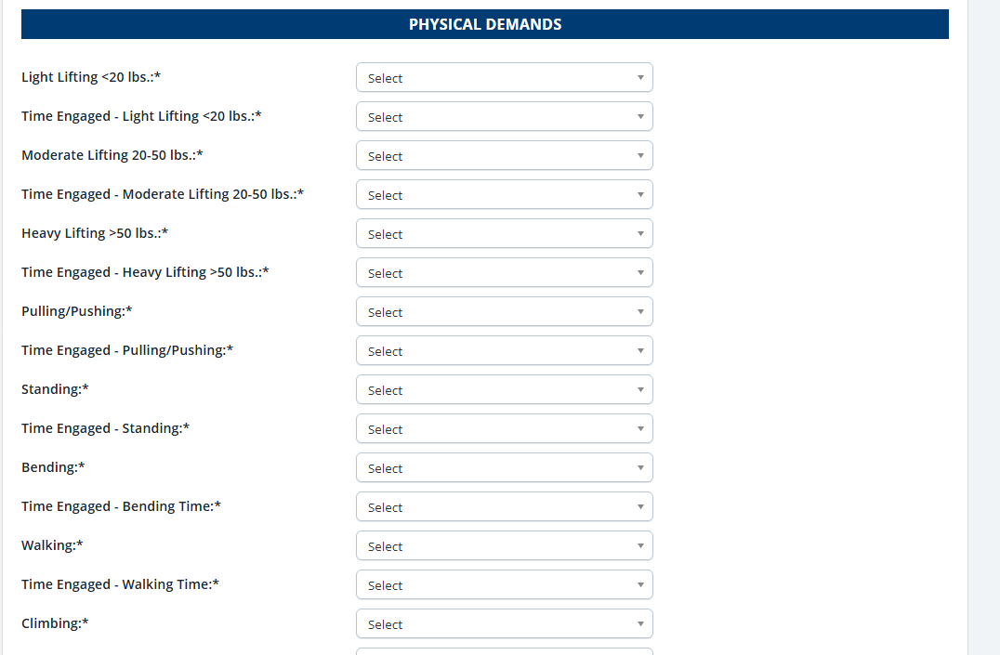 PHYSICAL DEMANDS
Light Lifting <20 lbs.:* Select
Time Engaged - Light Lifting <20 lbs.:* Select
Moderate Lifting 20-50 lbs.:* Select
Time Engaged - Moderate Lifting 20-50 lbs.:* Select
Heavy Lifting >50 lbs.:* Select
Time Engaged - Heavy Lifting >50 lbs.:* Select
Pulling/Pushing:* Select
Time Engaged - Pulling/Pushing:* Select
Standing:* Select
Time Engaged - Standing:* Select
Bending:* Select
Time Engaged - Bending Time:* Select
Walking:* Select
Time Engaged - Walking Time:* Select
Climbing:* Select